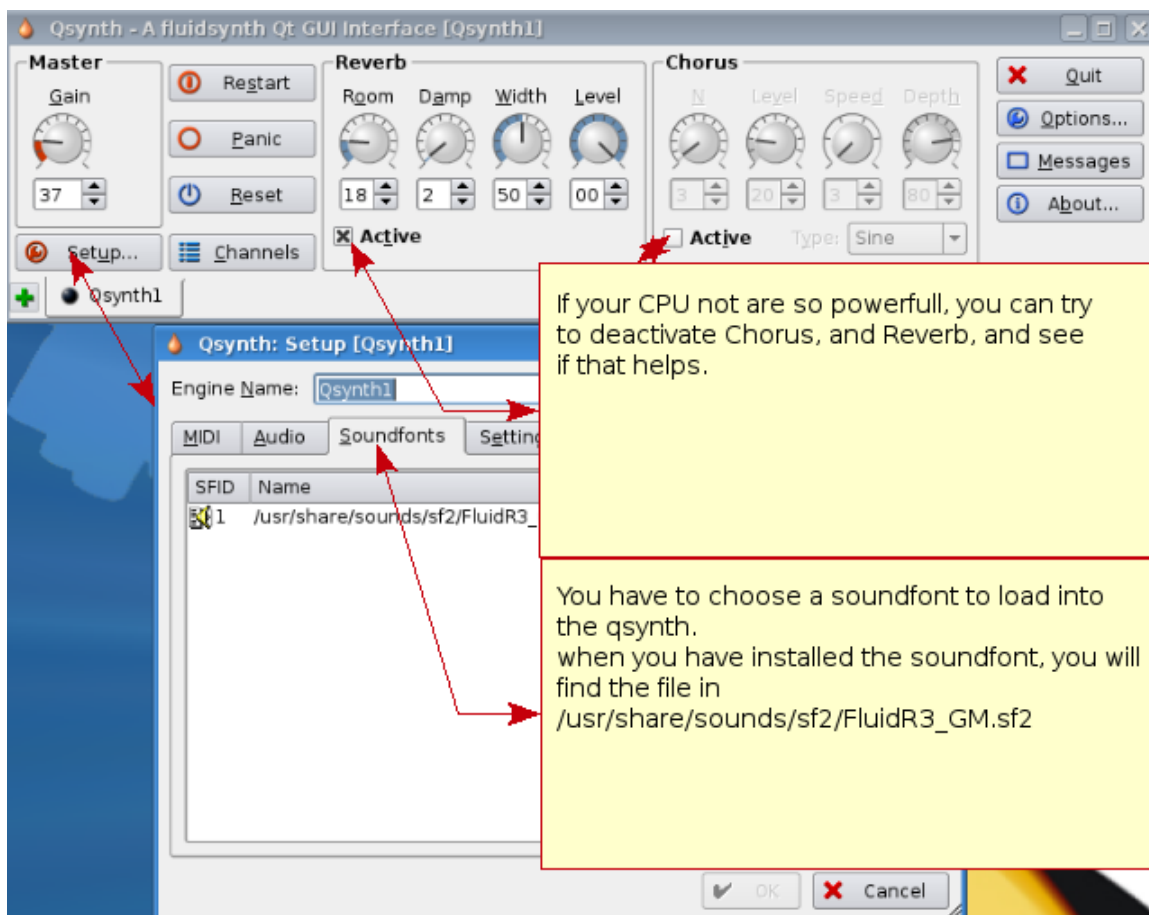 Qsynth - A fluidsynth Qt GUI Interface [Qsynth1]
Master
Gain
37
Setup...
Restart
Panic
Reset
Channels
Reverb
Room Damp Width Level
18 2 50 00
Active
Chorus
N Level Speed Depth
3 20 3 80
Active Type: Sine
Quit
Options...
Messages
About...
Qsynth1
If your CPU not are so powerfull, you can try
to deactivate Chorus, and Reverb, and see
if that helps.
Qsynth: Setup [Qsynth1]
Engine Name: Qsynth1
MIDI Audio Soundfonts Setting
SFID Name
1 /usr/share/sounds/sf2/FluidR3_
You have to choose a soundfont to load into
the qsynth.
when you have installed the soundfont, you will
find the file in
/usr/share/sounds/sf2/FluidR3_GM.sf2
OK Cancel